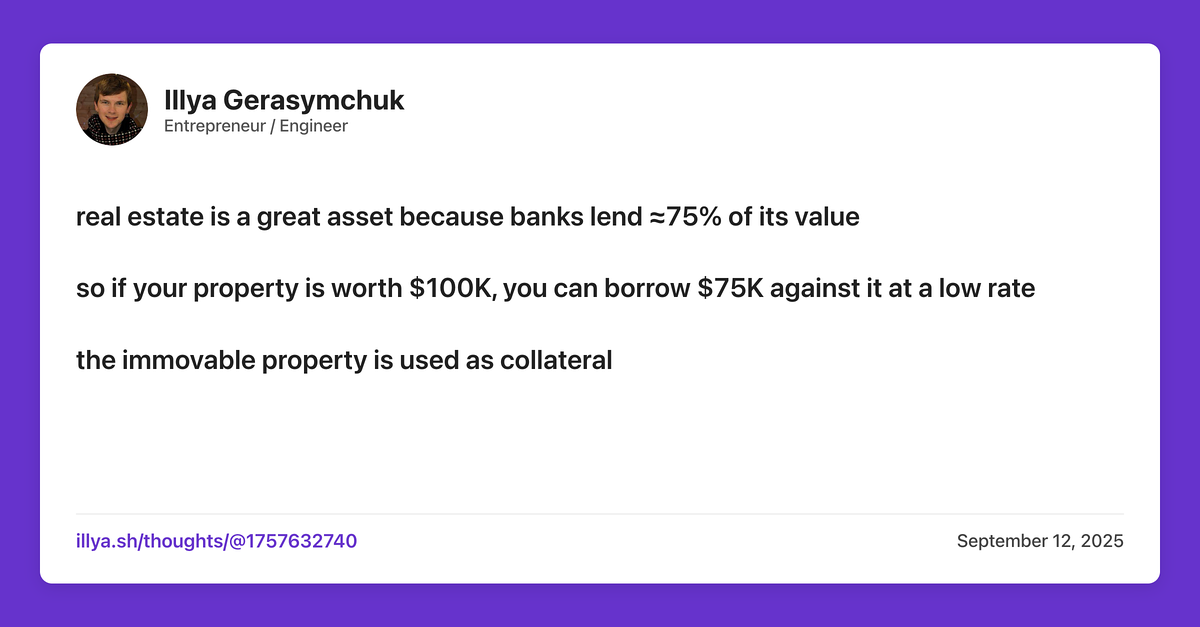 Illya Gerasymchuk
Entrepreneur / Engineer
real estate is a great asset because banks lend ≈75% of its value
so if your property is worth $100K, you can borrow $75K against it at a low rate
the immovable property is used as collateral
illya.sh/thoughts/@1757632740
September 12, 2025